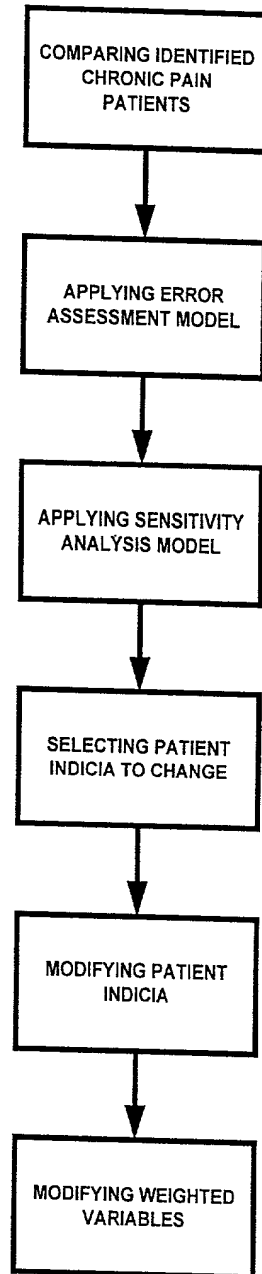 COMPARING IDENTIFIED
CHRONIC PAIN
PATIENTS
APPLYING ERROR
ASSESSMENT MODEL
APPLYING SENSITIVITY
ANALYSIS MODEL
SELECTING PATIENT
INDICIA TO CHANGE
MODIFYING PATIENT
INDICIA
MODIFYING WEIGHTED
VARIABLES